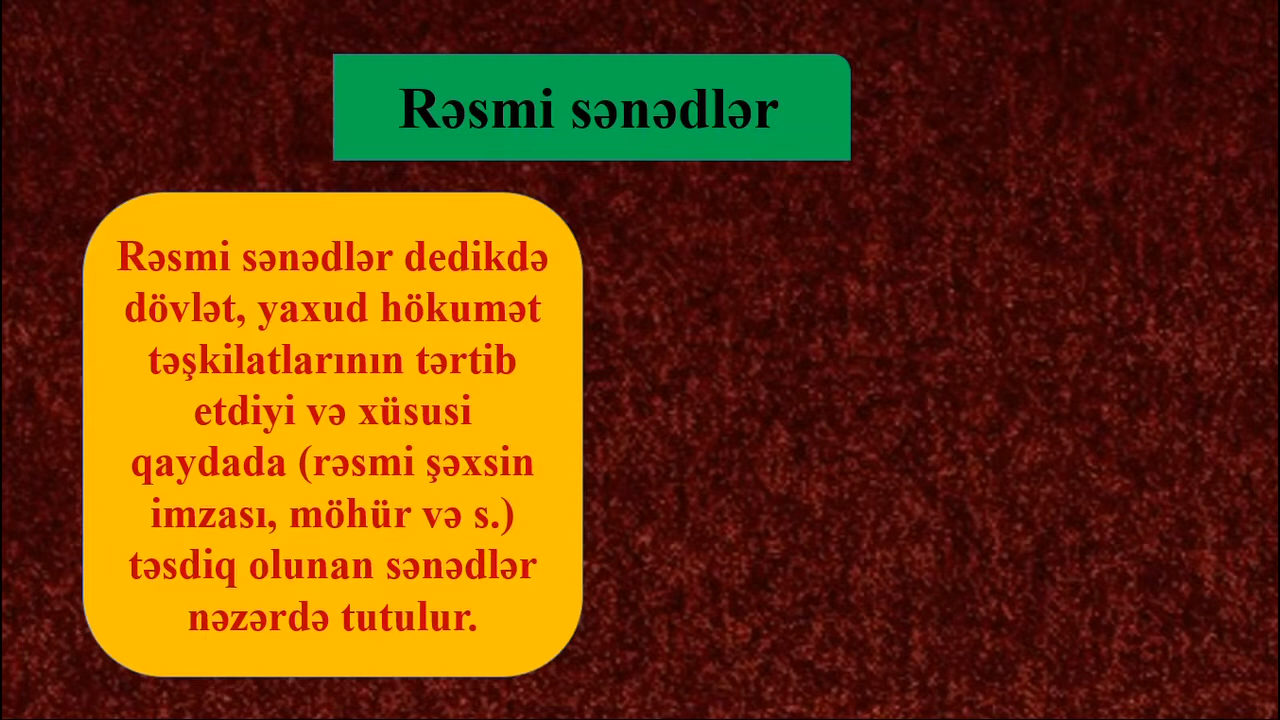 Rəsmi sənədlər
Rəsmi sənədlər dedikdə
dövlət, yaxud hökumət
təşkilatlarının tərtib
etdiyi və xüsusi
qaydada (rəsmi şəxsin
imzası, möhür və s.)
təsdiq olunan sənədlər
nəzərdə tutulur.